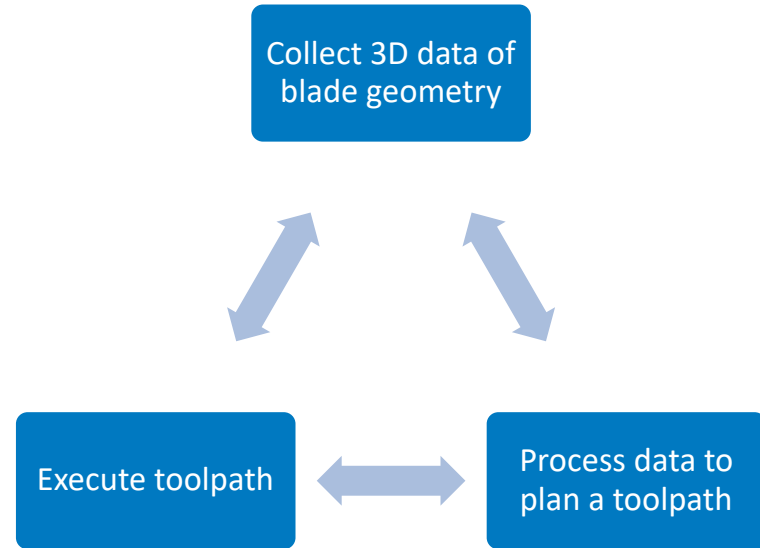 Collect 3D data of
blade geometry
Execute toolpath
Process data to
plan a toolpath